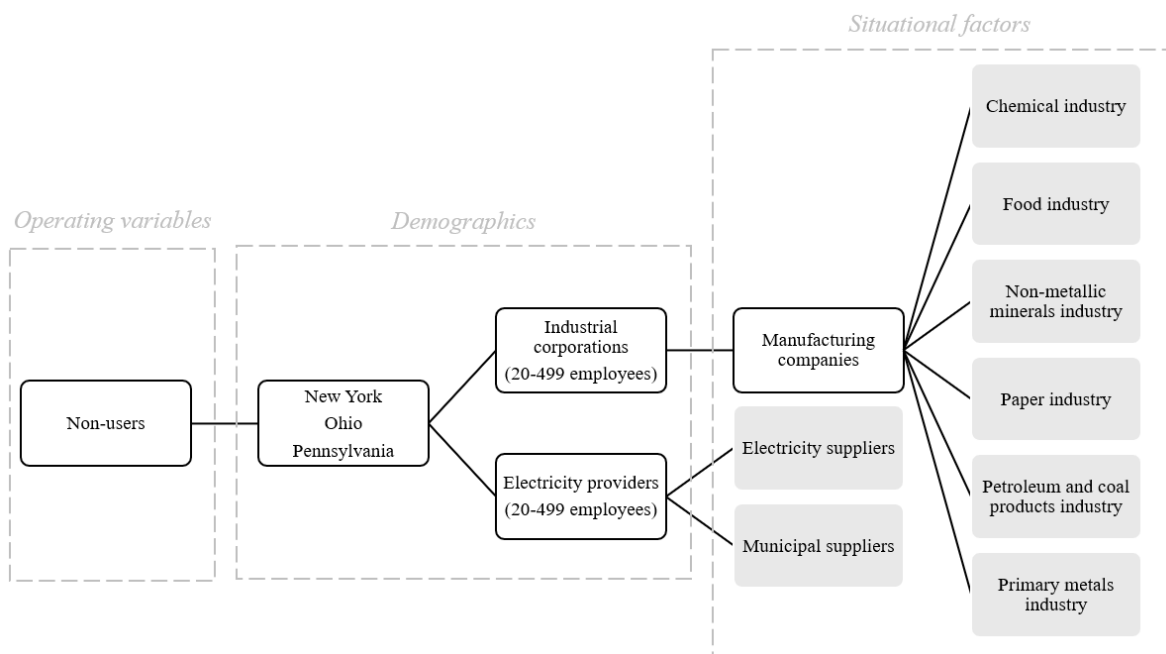 Situational factors
Operating variables
Demographics
Non-users
New York
Ohio
Pennsylvania
Industrial
corporations
(20-499 employees)
Electricity providers
(20-499 employees)
Manufacturing
companies
Electricity suppliers
Municipal suppliers
Chemical industry
Food industry
Non-metallic
minerals industry
Paper industry
Petroleum and coal
products industry
Primary metals
industry